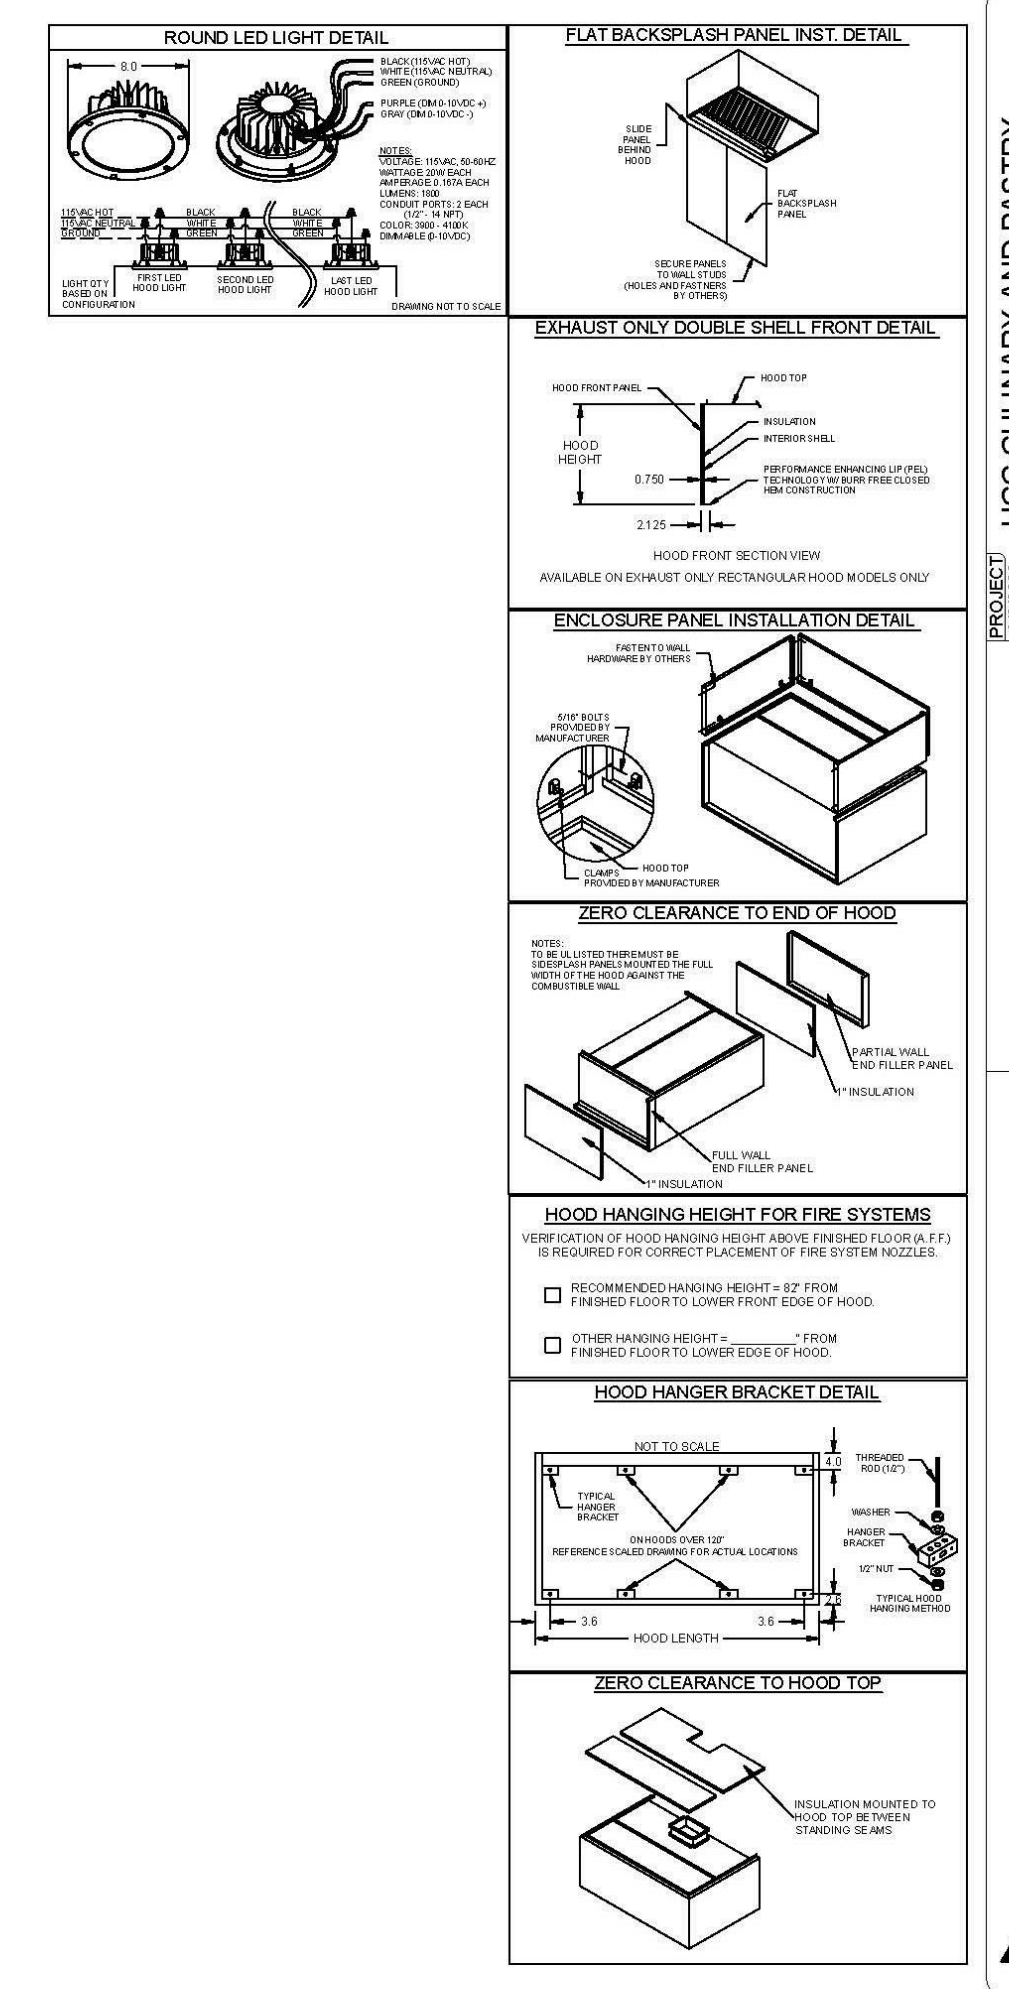 ROUND LED LIGHT DETAIL
8.0
BLACK (115VAC HOT)
WHITE (115VAC NEUTRAL)
GREEN (GROUND)
PURPLE (DIM 0-10VDC +)
GRAY (DIM 0-10VDC -)
NOTES:
VOLTAGE: 115VAC, 50-60HZ
WATTAGE: 20W EACH
AMPERAGE: 0.167A EACH
LUMENS: 1800
CONDUIT PORTS: 2 EACH
(1/2" - 14 NPT)
COLOR: 3900 - 4100K
DIMMABLE (0-10VDC)
115VAC HOT
115VAC NEUTRAL
GROUND
BLACK
WHITE
GREEN
BLACK
WHITE
GREEN
LIGHT QTY
BASED ON
CONFIGURATION
FIRST LED
HOOD LIGHT
SECOND LED
HOOD LIGHT
LAST LED
HOOD LIGHT
DRAWING NOT TO SCALE
FLAT BACKSPLASH PANEL INST. DETAIL
SLIDE
PANEL
BEHIND
HOOD
FLAT
BACKSPLASH
PANEL
SECURE PANELS
TO WALL STUDS
(HOLES AND FASTNERS
BY OTHERS)
EXHAUST ONLY DOUBLE SHELL FRONT DETAIL
HOOD FRONT PANEL
HOOD TOP
INSULATION
INTERIOR SHELL
HOOD
HEIGHT
0.750
PERFORMANCE ENHANCING LIP (PEL)
TECHNOLOGY W/ BURR FREE CLOSED
HEM CONSTRUCTION
2.125
HOOD FRONT SECTION VIEW
AVAILABLE ON EXHAUST ONLY RECTANGULAR HOOD MODELS ONLY
ENCLOSURE PANEL INSTALLATION DETAIL
FASTEN TO WALL
HARDWARE BY OTHERS
5/16" BOLTS
PROVIDED BY
MANUFACTURER
HOOD TOP
CLAMPS
PROVIDED BY MANUFACTURER
ZERO CLEARANCE TO END OF HOOD
NOTES:
TO BE UL LISTED THERE MUST BE
SIDESPLASH PANELS MOUNTED THE FULL
WIDTH OF THE HOOD AGAINST THE
COMBUSTIBLE WALL
PARTIAL WALL
END FILLER PANEL
1" INSULATION
FULL WALL
END FILLER PANEL
1" INSULATION
HOOD HANGING HEIGHT FOR FIRE SYSTEMS
VERIFICATION OF HOOD HANGING HEIGHT ABOVE FINISHED FLOOR (A.F.F.)
IS REQUIRED FOR CORRECT PLACEMENT OF FIRE SYSTEM NOZZLES.
RECOMMENDED HANGING HEIGHT = 82" FROM
FINISHED FLOOR TO LOWER FRONT EDGE OF HOOD.
OTHER HANGING HEIGHT = __________" FROM
FINISHED FLOOR TO LOWER EDGE OF HOOD.
HOOD HANGER BRACKET DETAIL
NOT TO SCALE
4.0
TYPICAL
HANGER
BRACKET
ON HOODS OVER 120"
REFERENCE SCALED DRAWING FOR ACTUAL LOCATIONS
2.6
3.6
3.6
HOOD LENGTH
THREADED
ROD (1/2")
WASHER
HANGER
BRACKET
1/2" NUT
TYPICAL HOOD
HANGING METHOD
ZERO CLEARANCE TO HOOD TOP
INSULATION MOUNTED TO
HOOD TOP BETWEEN
STANDING SEAMS
PROJECT
CULINARY AND PASTRY